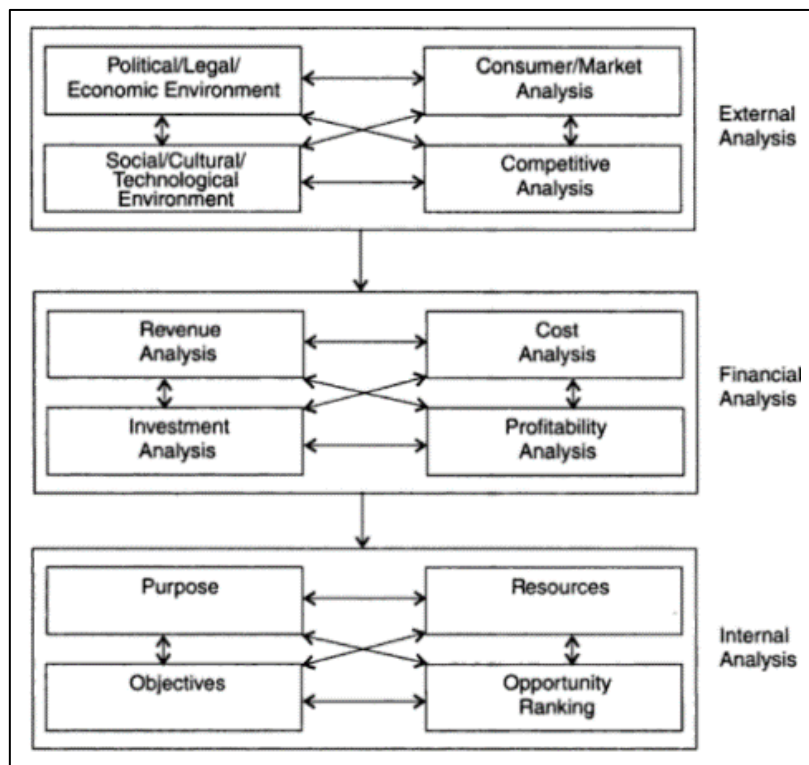 Political/Legal/
Economic Environment
Consumer/Market
Analysis
Social/Cultural/
Technological
Environment
Competitive
Analysis
External
Analysis
Revenue
Analysis
Cost
Analysis
Investment
Analysis
Profitability
Analysis
Financial
Analysis
Purpose
Resources
Objectives
Opportunity
Ranking
Internal
Analysis